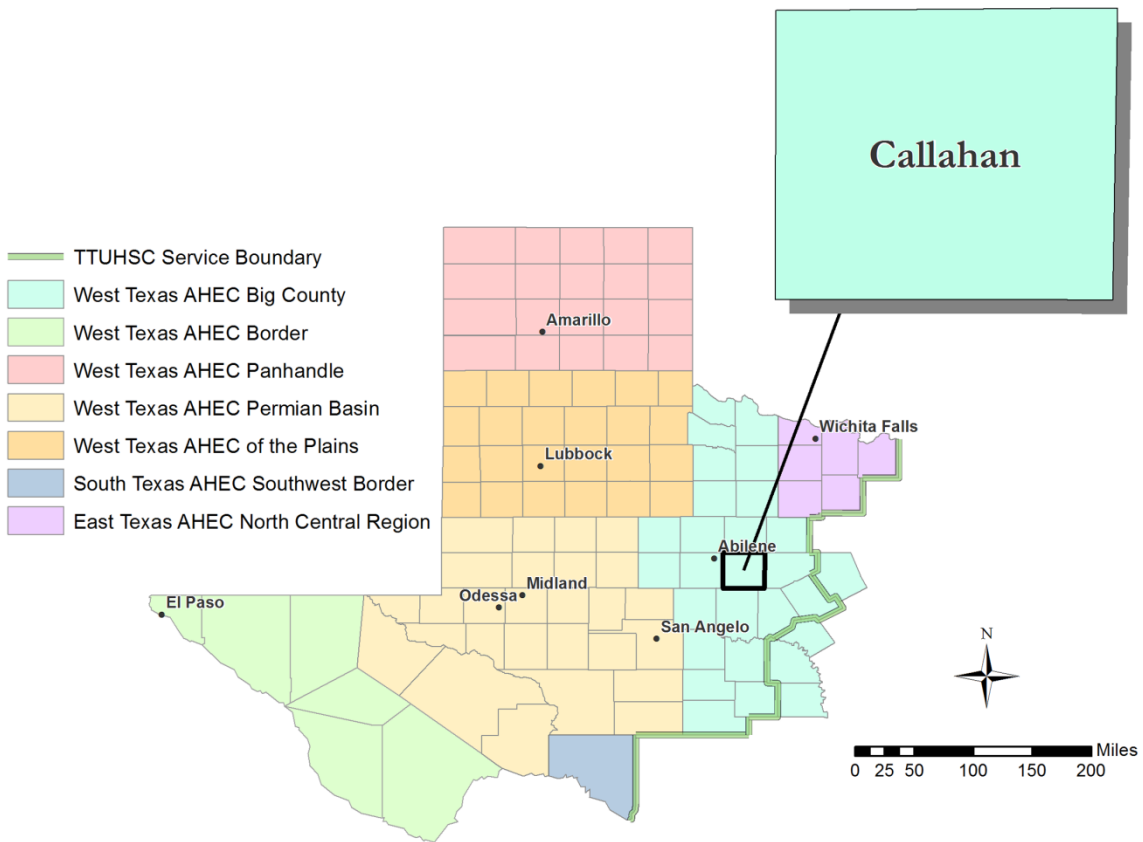 Callahan
TTUHSC Service Boundary
West Texas AHEC Big County
West Texas AHEC Border
West Texas AHEC Panhandle
West Texas AHEC Permian Basin
West Texas AHEC of the Plains
South Texas AHEC Southwest Border
East Texas AHEC North Central Region
Amarillo
Wichita Falls
Lubbock
Abilene
Midland
Odessa
El Paso
San Angelo
N
Miles
0 25 50 100 150 200